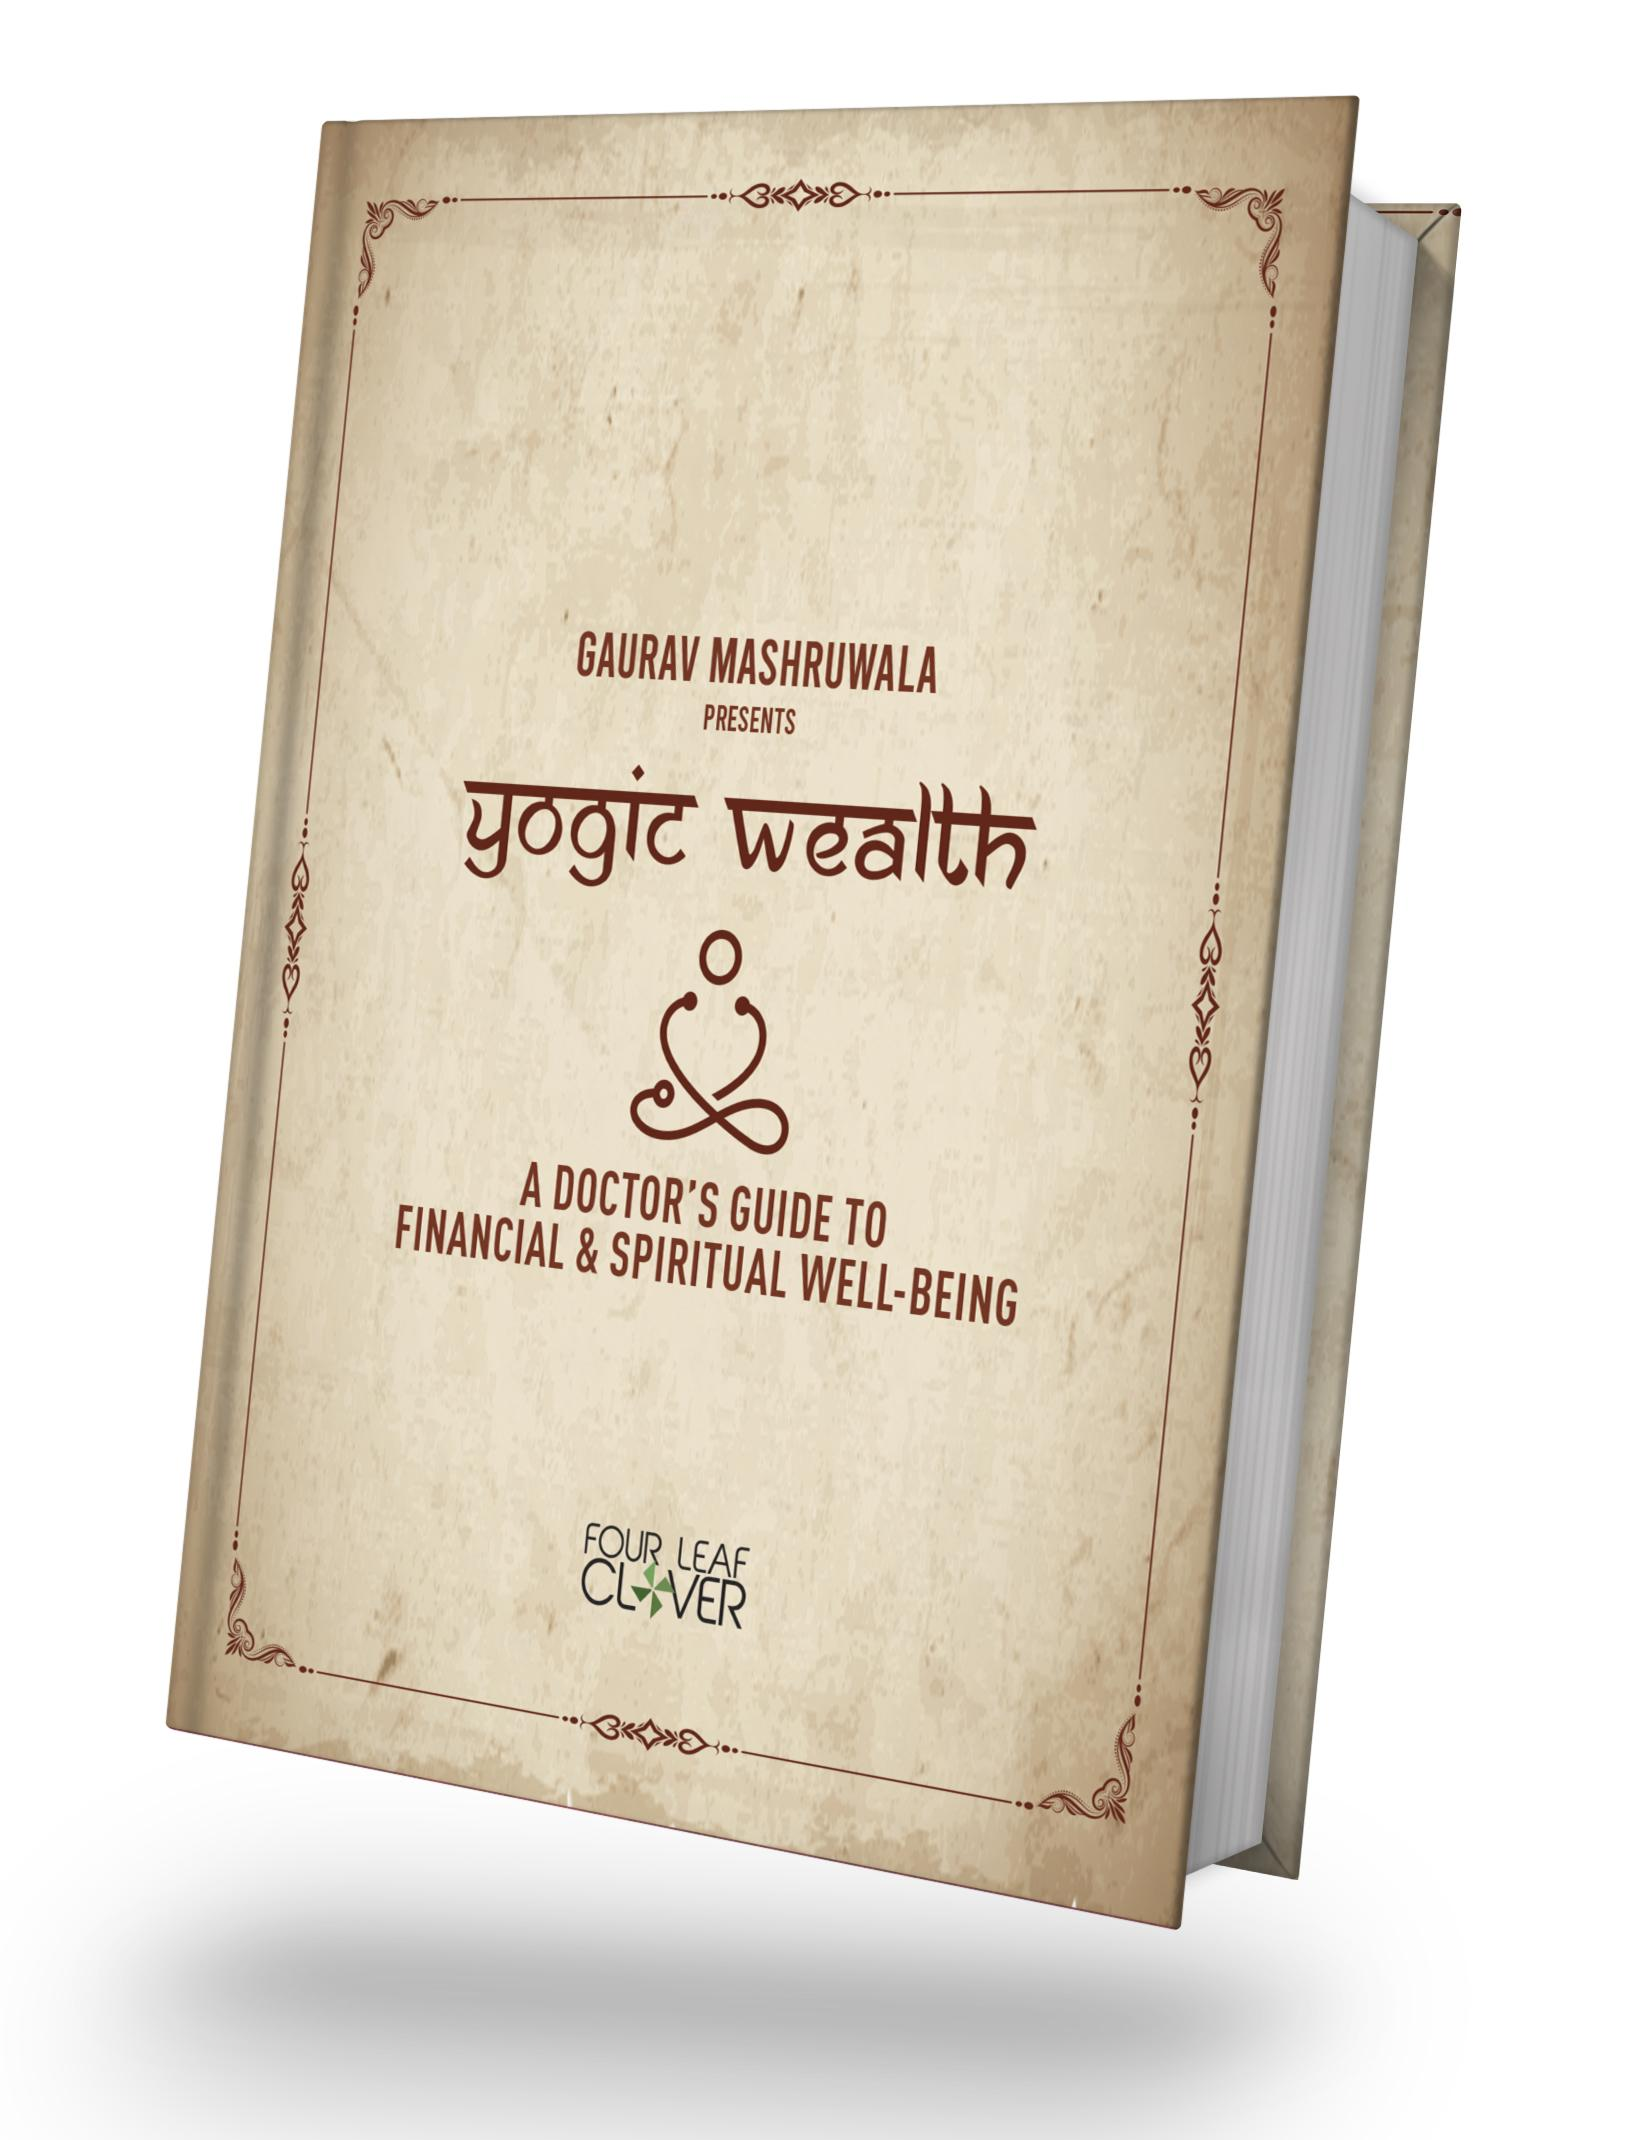 GAURAV MASHRUWALA
PRESENTS
yogic wealth
A DOCTOR'S GUIDE TO
FINANCIAL & SPIRITUAL WELL-BEING
FOUR LEAF
CLOVER